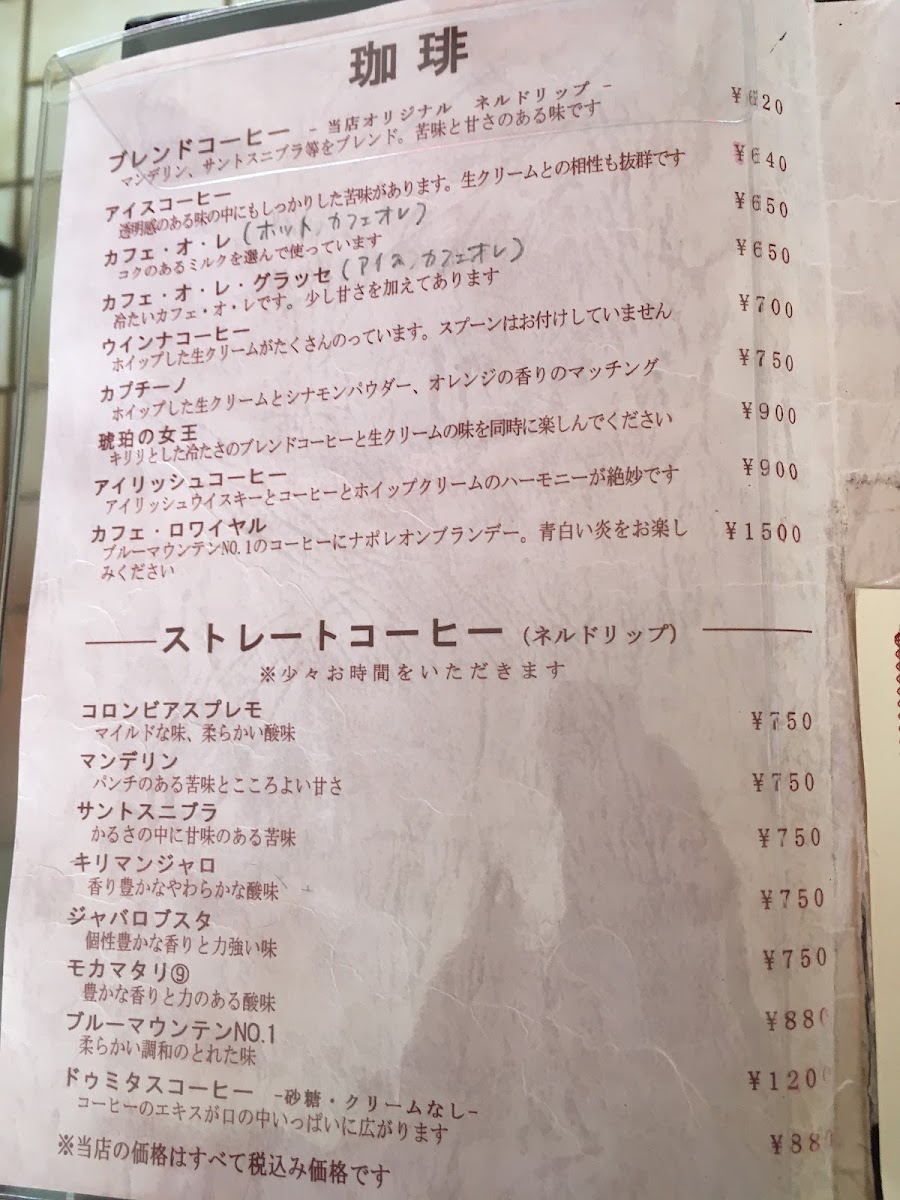 珈琲
ブレンドコーヒー －当店オリジナル ネルドリップ－ ¥620
マンデリン、サントスニブラ等をブレンド。苦味と甘さのある味です
アイスコーヒー ¥640
透明感のある味の中にもしっかりした苦味があります。生クリームとの相性も抜群です
カフェ・オ・レ (ホット,カフェオレ) ¥650
コクのあるミルクを選んで使っています
カフェ・オ・レ・グラッセ (アイス,カフェオレ) ¥650
冷たいカフェ・オ・レです。少し甘さを加えてあります
ウインナコーヒー ¥700
ホイップした生クリームがたくさんのっています。スプーンはお付けしていません
カプチーノ ¥750
ホイップした生クリームとシナモンパウダー、オレンジの香りのマッチング
琥珀の女王 ¥900
キリリとした冷たさのブレンドコーヒーと生クリームの味を同時に楽しんでください
アイリッシュコーヒー ¥900
アイリッシュウイスキーとコーヒーとホイップクリームのハーモニーが絶妙です
カフェ・ロワイヤル ¥1500
ブルーマウンテンNO.1のコーヒーにナポレオンブランデー。青白い炎をお楽し
みください
ストレートコーヒー (ネルドリップ)
※少々お時間をいただきます
コロンビアスプレモ ¥750
マイルドな味、柔らかい酸味
マンデリン ¥750
パンチのある苦味とこころよい甘さ
サントスニブラ ¥750
かるさの中に甘味のある苦味
キリマンジャロ ¥750
香り豊かなやわらかな酸味
ジャバロブスタ ¥750
個性豊かな香りと力強い味
モカマタリ⑨ ¥880
豊かな香りと力のある酸味
ブルーマウンテンNO.1 ¥1200
柔らかい調和のとれた味
ドゥミタスコーヒー －砂糖・クリームなし－ ¥880
コーヒーのエキスが口の中いっぱいに広がります
※当店の価格はすべて税込み価格です